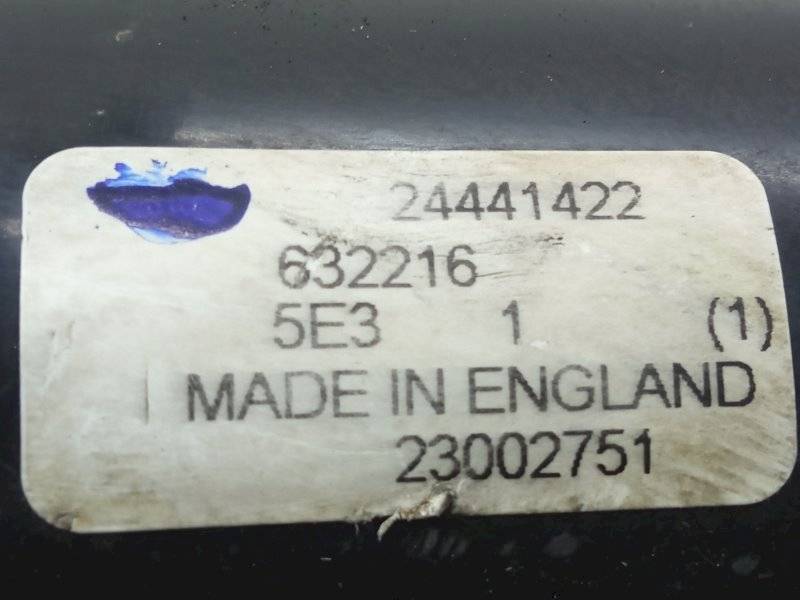 24441422
632216
5E3 1 (1)
MADE IN ENGLAND
23002751